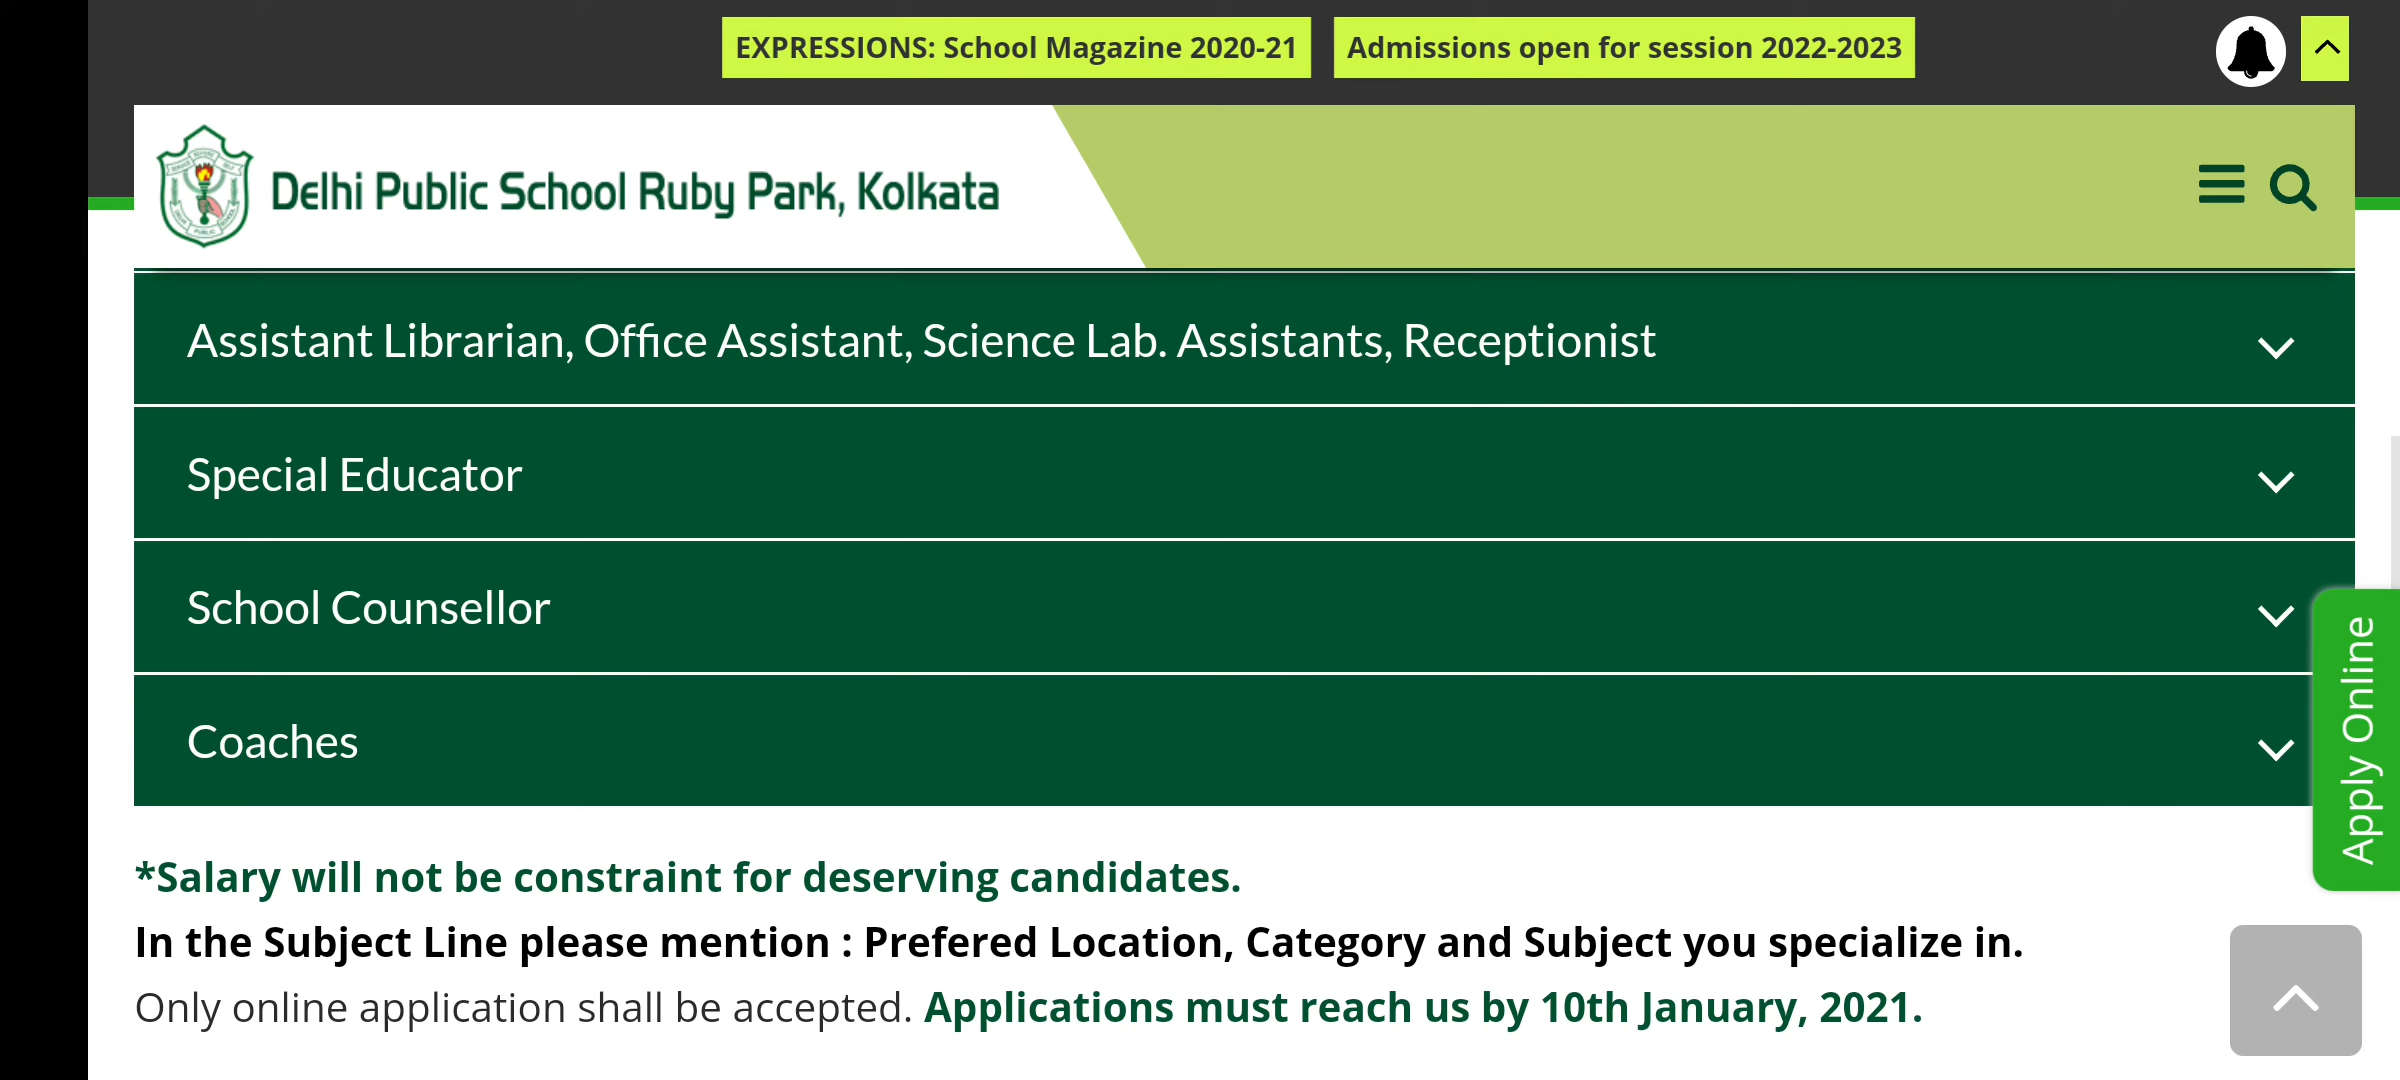 EXPRESSIONS: School Magazine 2020-21
Admissions open for session 2022-2023
Delhi Public School Ruby Park, Kolkata
Assistant Librarian, Office Assistant, Science Lab. Assistants, Receptionist
Special Educator
School Counsellor
Coaches
Apply Online
*Salary will not be constraint for deserving candidates.
In the Subject Line please mention : Prefered Location, Category and Subject you specialize in.
Only online application shall be accepted. Applications must reach us by 10th January, 2021.